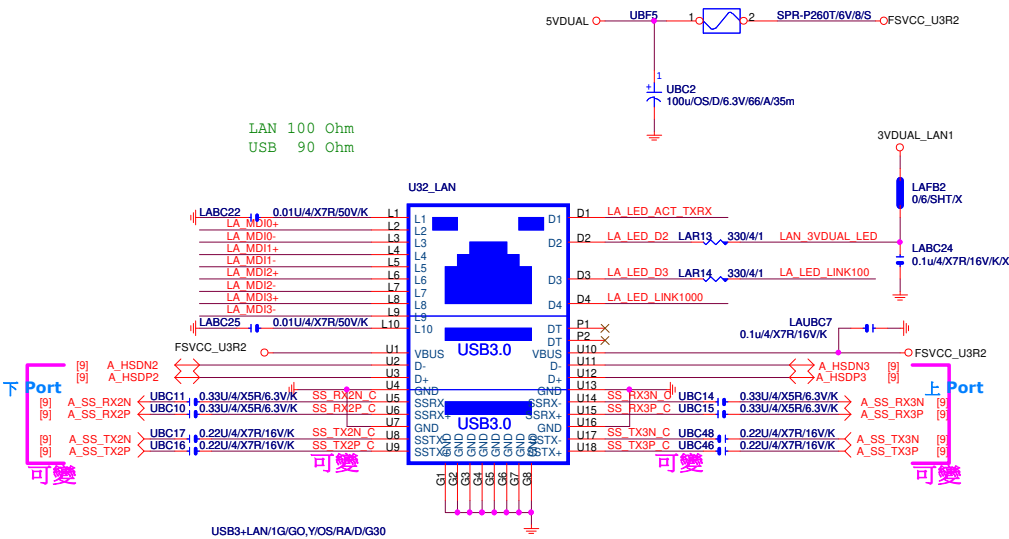 5VDUAL UBF5 1 2 SPR-P260T/6V/8/S FSVCC_U3R2
1
+ UBC2
100u/OS/D/6.3V/66/A/35m
LAN 100 Ohm
USB 90 Ohm
3VDUAL_LAN1
LAFB2
0/6/SHT/X
U32_LAN
LABC22 0.01U/4/X7R/50V/K L1 L1 D1 D1 LA_LED_ACT_TXRX
LA_MDI0+ L2 L2
LA_MDI0- L3 L3 D2 D2 LA_LED_D2 LAR13 330/4/1 LAN_3VDUAL_LED
LA_MDI1+ L4 L4
LABC24
0.1u/4/X7R/16V/K/X
LA_MDI1- L5 L5
LA_MDI2+ L6 L6 D3 D3 LA_LED_D3 LAR14 330/4/1 LA_LED_LINK100
LA_MDI2- L7 L7
LA_MDI3+ L8 L8 D4 D4 LA_LED_LINK1000
LA_MDI3- L9 L9
LABC25 0.01U/4/X7R/50V/K L10 L10 DT P1
LAUBC7
0.1u/4/X7R/16V/K
DT P2
USB3.0
FSVCC_U3R2 U1 VBUS VBUS U10 FSVCC_U3R2
[9] A_HSDN2 U2 D- D- U11 A_HSDN3 [9]
[9] A_HSDP2 U3 D+ D+ U12 A_HSDP3 [9]
下 Port 上 Port
U4 GND GND U13
[9] A_SS_RX2N UBC11 0.33U/4/X5R/6.3V/K SS_RX2N_C U5 SSRX- SSRX- U14 SS_RX3N_C UBC14 0.33U/4/X5R/6.3V/K A_SS_RX3N [9]
[9] A_SS_RX2P UBC10 0.33U/4/X5R/6.3V/K SS_RX2P_C U6 SSRX+ SSRX+ U15 SS_RX3P_C UBC15 0.33U/4/X5R/6.3V/K A_SS_RX3P [9]
USB3.0
U7 GND GND U16
[9] A_SS_TX2N UBC17 0.22U/4/X7R/16V/K SS_TX2N_C U8 SSTX- SSTX- U17 SS_TX3N_C UBC48 0.22U/4/X7R/16V/K A_SS_TX3N [9]
[9] A_SS_TX2P UBC16 0.22U/4/X7R/16V/K SS_TX2P_C U9 SSTX+ SSTX+ U18 SS_TX3P_C UBC46 0.22U/4/X7R/16V/K A_SS_TX3P [9]
GND GND GND GND GND GND GND GND
可變 可變 可變 可變
G1 G2 G3 G4 G5 G6 G7 G8
USB3+LAN/1G/GO,Y/OS/RA/D/G30